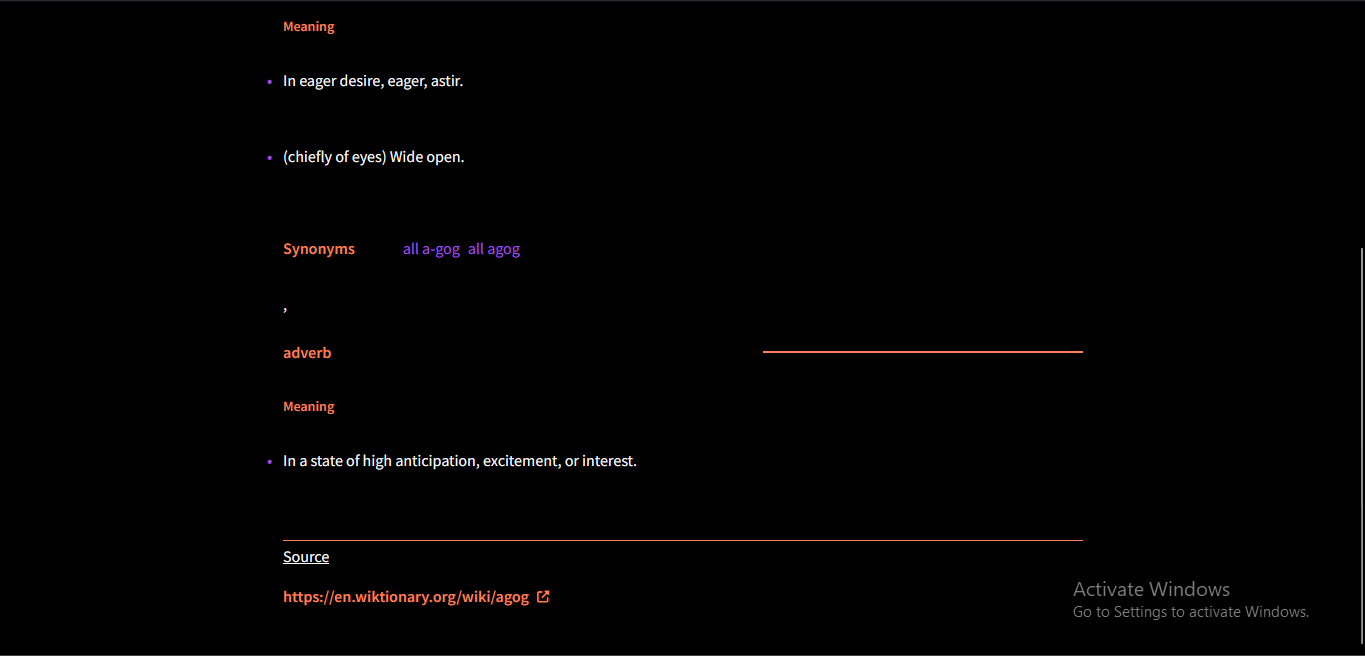 Meaning
• In eager desire, eager, astir.
• (chiefly of eyes) Wide open.
Synonyms all a-gog all agog
,
adverb
Meaning
• In a state of high anticipation, excitement, or interest.
Source
https://en.wiktionary.org/wiki/agog
Activate Windows
Go to Settings to activate Windows.